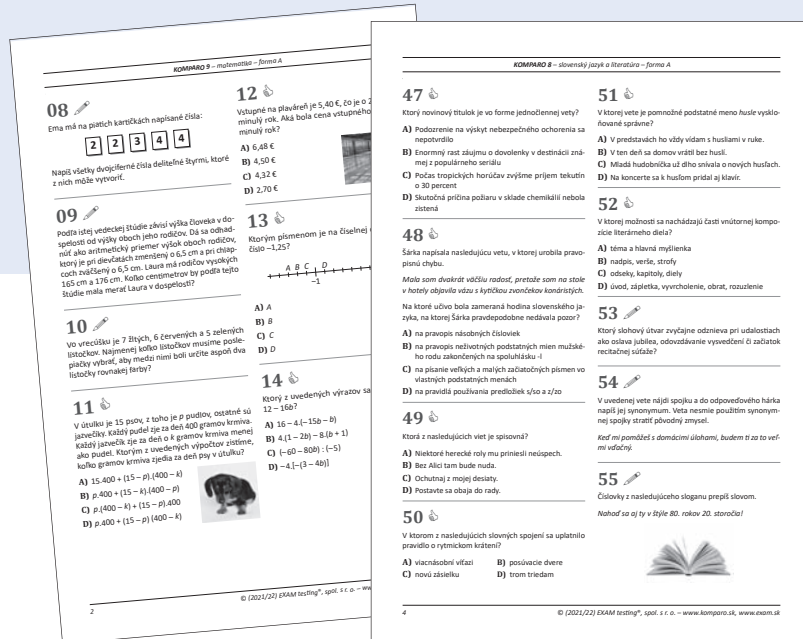 KOMPARO 9 – matematika – forma A
08
Ema má na piatich kartičkách napísané čísla:
2 2 3 4 4
Napíš všetky dvojciferné čísla deliteľné štyrmi, ktoré
z nich môže vytvoriť.
09
Podľa istej vedeckej štúdie závisí výška človeka v do-
spelosti od výšky oboch jeho rodičov. Dá sa odhad-
núť ako aritmetický priemer výšok oboch rodičov,
ktorý je pri dievčatách zmenšený o 6,5 cm a pri chlap-
coch zväčšený o 6,5 cm. Laura má rodičov vysokých
165 cm a 176 cm. Koľko centimetrov by podľa tejto
štúdie mala merať Laura v dospelosti?
10
Vo vrecúšku je 7 žltých, 6 červených a 5 zelených
lístočkov. Najmenej koľko lístočkov musíme posle-
piačky vybrať, aby medzi nimi boli určite aspoň dva
lístočky rovnakej farby?
11
V útulku je 15 psov, z toho je p pudlov, ostatné sú
jazvečíky. Každý pudel zje za deň 400 gramov krmiva.
Každý jazvečík zje za deň o k gramov krmiva menej
ako pudel. Ktorým z uvedených výpočtov zistíme,
koľko gramov krmiva zjedia za deň psy v útulku?
A) 15.400 + (15 – p).(400 – k)
B) p.400 + (15 – k).(400 – p)
C) p.400 + (15 – k) + (15 – p).400
D) p.400 + (15 – p) (400 – k)
12
Vstupné na plaváreň je 5,40 €, čo je o 2
minulý rok. Aká bola cena vstupného
minulý rok?
A) 6,48 €
B) 4,50 €
C) 4,32 €
D) 2,70 €
13
Ktorým písmenom je na číselnej
číslo –1,25?
A B C D
–1
A) A
B) B
C) C
D) D
14
Ktorý z uvedených výrazov sa
12 – 16b?
A) 16 – 4.(–15b – b)
B) 4.(1 – 2b) – 8.(b + 1)
C) (–60 – 80b) : (–5)
D) –4.[–(3 – 4b)]
2
© (2021/22) EXAM testing®, spol. s r. o. –
KOMPARO 8 – slovenský jazyk a literatúra – forma A
47
Ktorý novinový titulok je vo forme jednočlennej vety?
A) Podozrenie na výskyt nebezpečného ochorenia sa
nepotvrdilo
B) Enormný rast záujmu o dovolenky v destinácii zná-
mej z populárneho seriálu
C) Počas tropických horúčav zvýšme príjem tekutín
o 30 percent
D) Skutočná príčina požiaru v sklade chemikálií nebola
zistená
48
Šárka napísala nasledujúcu vetu, v ktorej urobila pravo-
pisnú chybu.
Mala som dvakrát väčšiu radosť, pretože som na stole
v hoteli objavila vázu s kytičkou zvončekov konáristých.
Na ktoré učivo bola zameraná hodina slovenského ja-
zyka, na ktorej Šárka pravdepodobne nedávala pozor?
A) na pravopis násobných čísloviek
B) na pravopis neživotných podstatných mien mužské-
ho rodu zakončených na spoluhlásku -l
C) na písanie veľkých a malých začiatočných písmen vo
vlastných podstatných menách
D) na pravidlá používania predložiek s/so a z/zo
49
Ktorá z nasledujúcich viet je spisovná?
A) Niektoré herecké roly mu priniesli neúspech.
B) Bez Alici tam bude nuda.
C) Ochutnaj z mojej desiaty.
D) Postavte sa obaja do rady.
50
V ktorom z nasledujúcich slovných spojení sa uplatnilo
pravidlo o rytmickom krátení?
A) viacnásobní víťazi B) posúvacie dvere
C) novú zásielku D) trom triedam
51
V ktorej vete je pomnožné podstatné meno husle vysklo-
ňované správne?
A) V predstavách ho vždy vídam s husliami v ruke.
B) V ten deň sa domov vrátil bez huslí.
C) Mladá hudobníčka už dlho snívala o nových husľach.
D) Na koncerte sa k husľom pridal aj klavír.
52
V ktorej možnosti sa nachádzajú časti vnútornej kompo-
zície literárneho diela?
A) téma a hlavná myšlienka
B) nadpis, verše, strofy
C) odseky, kapitoly, diely
D) úvod, zápletka, vyvrcholenie, obrat, rozuzlenie
53
Ktorý slohový útvar zvyčajne odznieva pri udalostiach
ako oslava jubilea, odovzdávanie vysvedčení či začiatok
recitačnej súťaže?
54
V uvedenej vete nájdi spojku a do odpoveďového hárka
napíš jej synonymum. Veta nesmie použitím synonym-
nej spojky stratiť pôvodný zmysel.
Keď mi pomôžeš s domácimi úlohami, budem ti za to veľ-
mi vďačný.
55
Číslovky z nasledujúceho sloganu prepíš slovom.
Nahoď sa aj ty v štýle 80. rokov 20. storočia!
4
© (2021/22) EXAM testing®, spol. s r. o. – www.komparo.sk, www.exam.sk